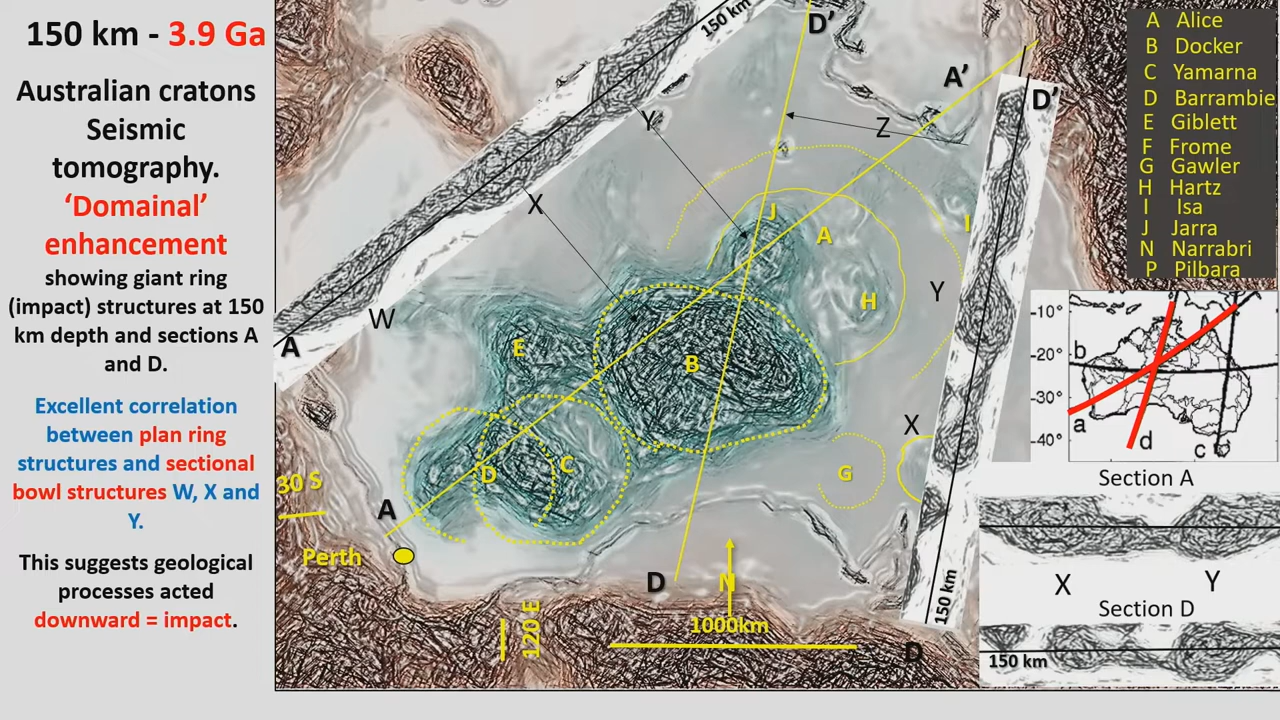 150 km - 3.9 Ga
Australian cratons
Seismic
tomography.
‘Domainal’
enhancement
showing giant ring
(impact) structures at 150
km depth and sections A
and D.
Excellent correlation
between plan ring
structures and sectional
bowl structures W, X and
Y.
This suggests geological
processes acted
downward = impact.
150 km
D’
A’
D’
Y
Z
X
J
A
I
W
A
H
Y
E
B
X
D
C
G
30 S
A
Perth
D
N
120 E
1000km
150 km
D
A Alice
B Docker
C Yamarna
D Barrambie
E Giblett
F Frome
G Gawler
H Hartz
I Isa
J Jarra
N Narrabri
P Pilbara
-10°
b
-20°
-30°
a
-40°
d
c
Section A
X
Y
Section D
150 km